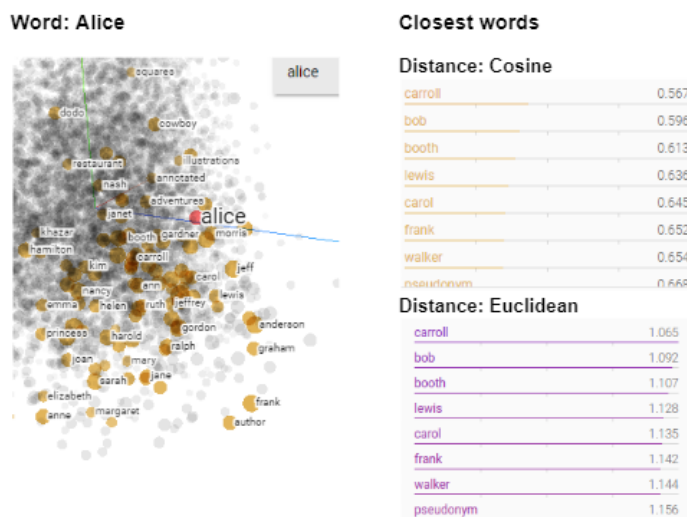 Word: Alice
Closest words
squares
alice
Distance: Cosine
carroll 0.567
dodo
cowboy
bob 0.596
restaurant
illustrations
booth 0.613
nash
annotated
lewis 0.636
adventures
janet
alice
carol 0.645
khazar
booth
gardner
morris
frank 0.652
hamilton
carroll
walker 0.654
kim
carol
jeff
pseudonym 0.668
nancy
ann
Distance: Euclidean
emma
helen
ruth
jeffrey
lewis
carroll 1.065
princess
harold
gordon
anderson
bob 1.092
joan
mary
ralph
graham
booth 1.107
sarah
jane
lewis 1.128
elizabeth
carol 1.135
anne
margaret
frank
author
frank 1.142
walker 1.144
pseudonym 1.156